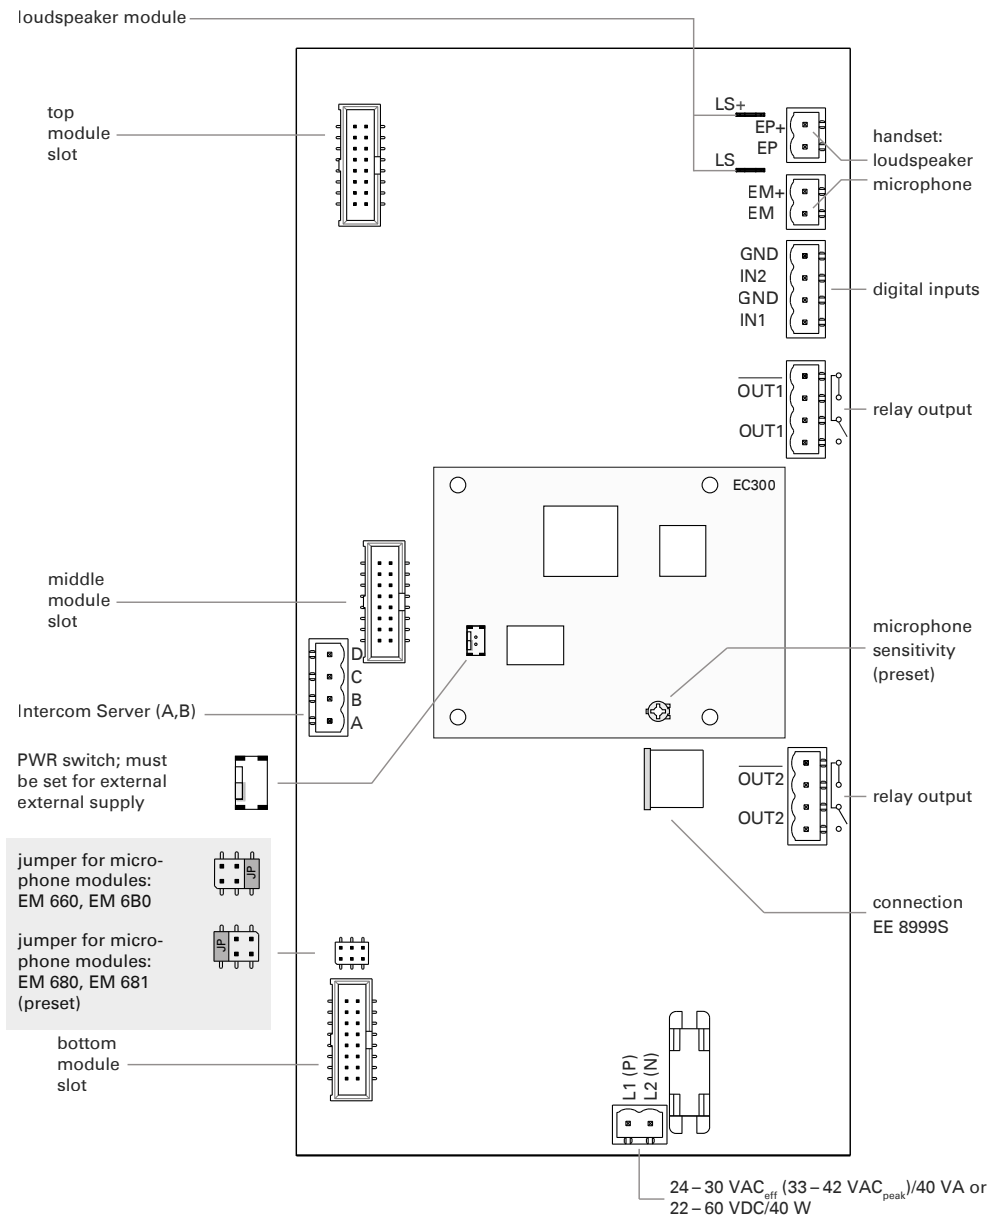 loudspeaker module
top
module
slot
LS+
EP+
EP
LS
EM+
EM
handset:
loudspeaker
microphone
GND
IN2
GND
IN1
digital inputs
OUT1
OUT1
relay output
EC300
middle
module
slot
microphone
sensitivity
(preset)
D
C
B
A
Intercom Server (A,B)
PWR switch; must
be set for external
external supply
OUT2
OUT2
relay output
jumper for micro-
phone modules:
EM 660, EM 6B0
JP
connection
EE 8999S
jumper for micro-
phone modules:
EM 680, EM 681
(preset)
JP
bottom
module
slot
L1 (P)
L2 (N)
24 – 30 VACeff (33 – 42 VACpeak)/40 VA or
22 – 60 VDC/40 W